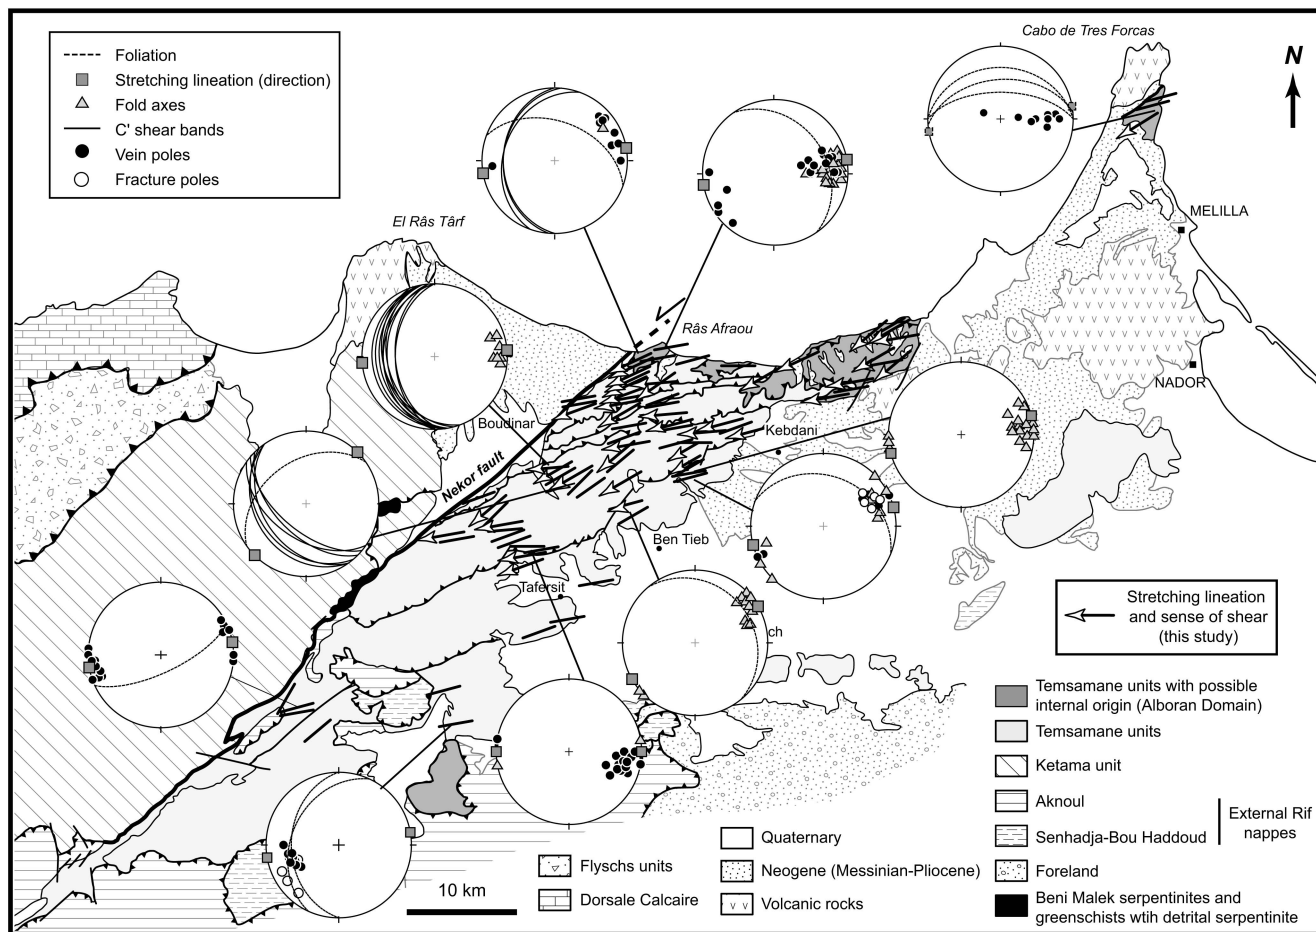 Cabo de Tres Forcas
N
Foliation
Stretching lineation (direction)
Fold axes
C' shear bands
Vein poles
Fracture poles
MELILLA
El Râs Târf
Râs Afraou
NADOR
Boudinar
Kebdani
Nekor fault
Ben Tieb
Tafersit
ch
Stretching lineation
and sense of shear
(this study)
Temsamane units with possible
internal origin (Alboran Domain)
Temsamane units
Ketama unit
Aknoul
Senhadja-Bou Haddoud
External Rif
nappes
Foreland
Beni Malek serpentinites and
greenschists wtih detrital serpentinite
Quaternary
Neogene (Messinian-Pliocene)
Volcanic rocks
Flyschs units
Dorsale Calcaire
10 km